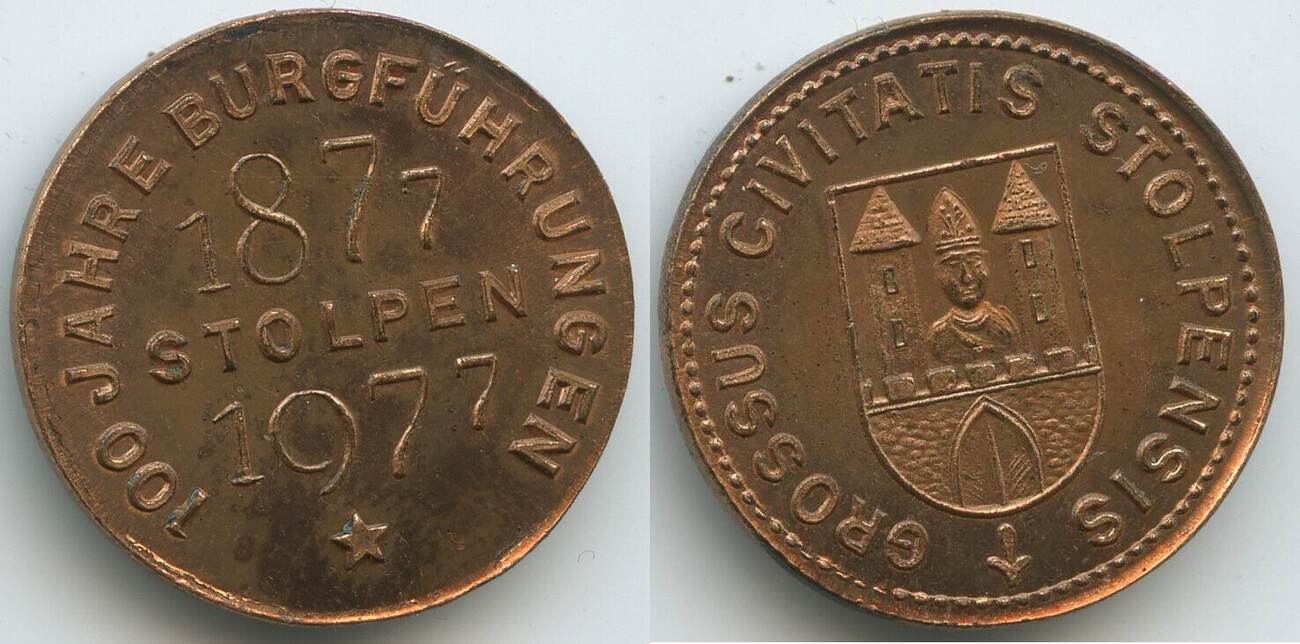 100 JAHRE BURGFÜHRUNGEN
1877
STOLPEN
1977
GROSSUS CIVITATIS STOLPENSIS